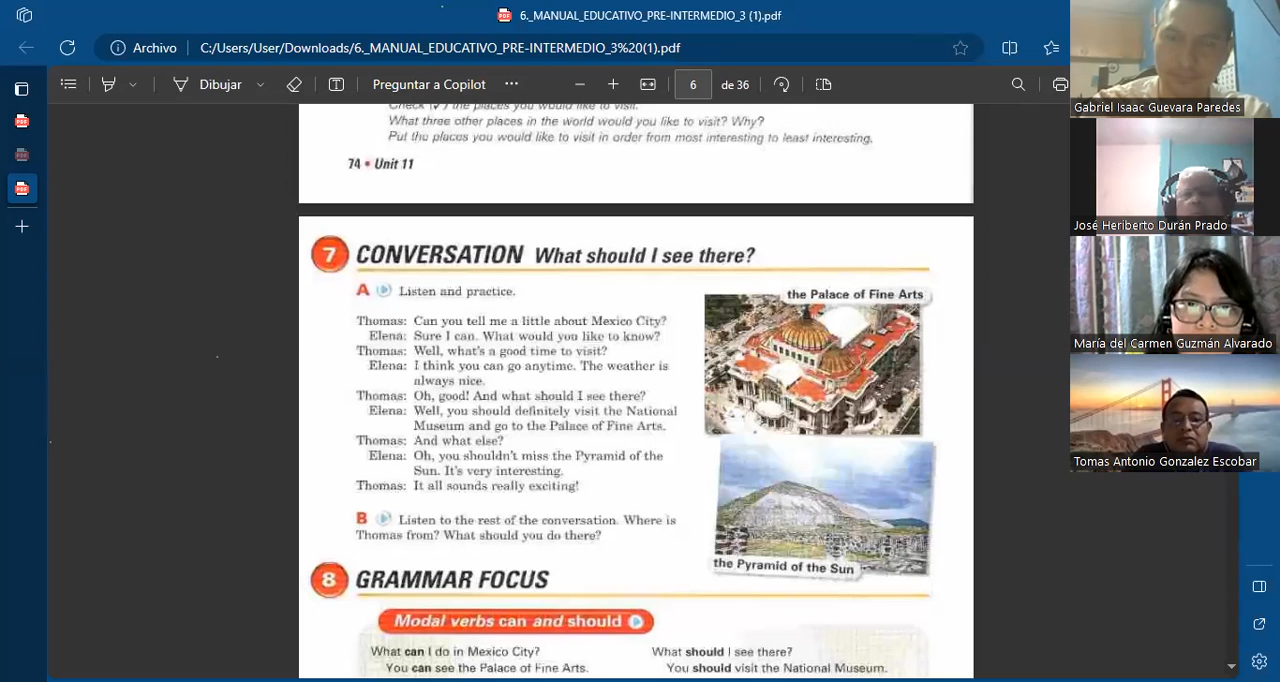 6._MANUAL_EDUCATIVO_PRE-INTERMEDIO_3 (1).pdf
Archivo C:/Users/User/Downloads/6._MANUAL_EDUCATIVO_PRE-INTERMEDIO_3%20(1).pdf
Dibujar Preguntar a Copilot 6 de 36
Check (✓) the places you would like to visit.
What three other places in the world would you like to visit? Why?
Put the places you would like to visit in order from most interesting to least interesting.
74 • Unit 11
7 CONVERSATION What should I see there?
A Listen and practice.
Thomas: Can you tell me a little about Mexico City?
Elena: Sure I can. What would you like to know?
Thomas: Well, what's a good time to visit?
Elena: I think you can go anytime. The weather is
always nice.
Thomas: Oh, good! And what should I see there?
Elena: Well, you should definitely visit the National
Museum and go to the Palace of Fine Arts.
Thomas: And what else?
Elena: Oh, you shouldn't miss the Pyramid of the
Sun. It's very interesting.
Thomas: It all sounds really exciting!
the Palace of Fine Arts
the Pyramid of the Sun
B Listen to the rest of the conversation. Where is
Thomas from? What should you do there?
8 GRAMMAR FOCUS
Modal verbs can and should
What can I do in Mexico City? What should I see there?
You can see the Palace of Fine Arts. You should visit the National Museum.
Gabriel Isaac Guevara Paredes
José Heriberto Durán Prado
María del Carmen Guzmán Alvarado
Tomas Antonio Gonzalez Escobar